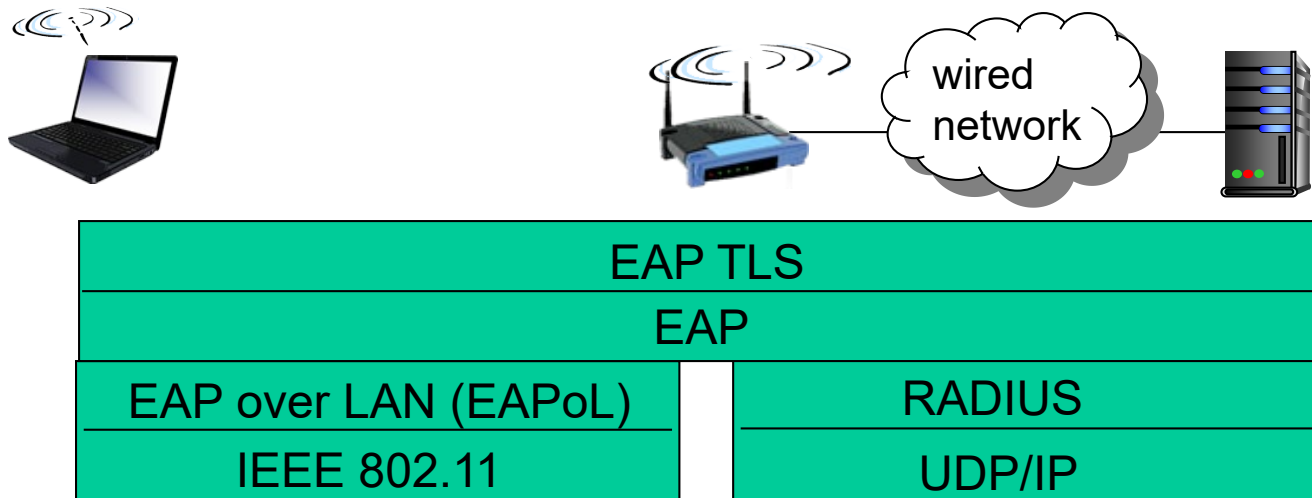 wired
network
EAP TLS
EAP
EAP over LAN (EAPoL)
RADIUS
IEEE 802.11
UDP/IP